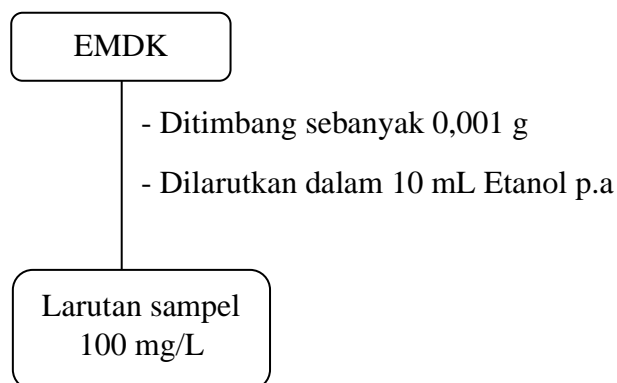 EMDK
- Ditimbang sebanyak 0,001 g
- Dilarutkan dalam 10 mL Etanol p.a
Larutan sampel
100 mg/L